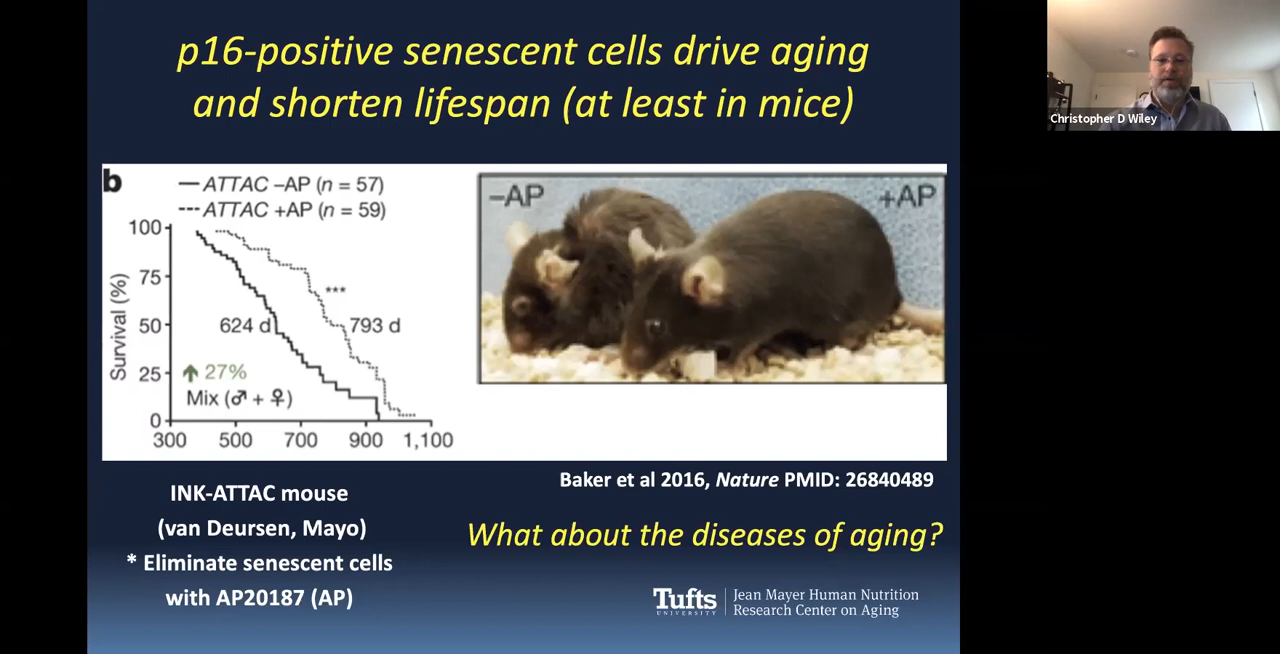 p16-positive senescent cells drive aging
and shorten lifespan (at least in mice)
Christopher D Wiley
b
ATTAC –AP (n = 57)
ATTAC +AP (n = 59)
100
75
50
25
0
Survival (%)
***
624 d
793 d
27%
Mix (♂ + ♀)
300 500 700 900 1,100
–AP
+AP
Baker et al 2016, Nature PMID: 26840489
INK-ATTAC mouse
(van Deursen, Mayo)
* Eliminate senescent cells
with AP20187 (AP)
What about the diseases of aging?
Tufts
UNIVERSITY
Jean Mayer Human Nutrition
Research Center on Aging